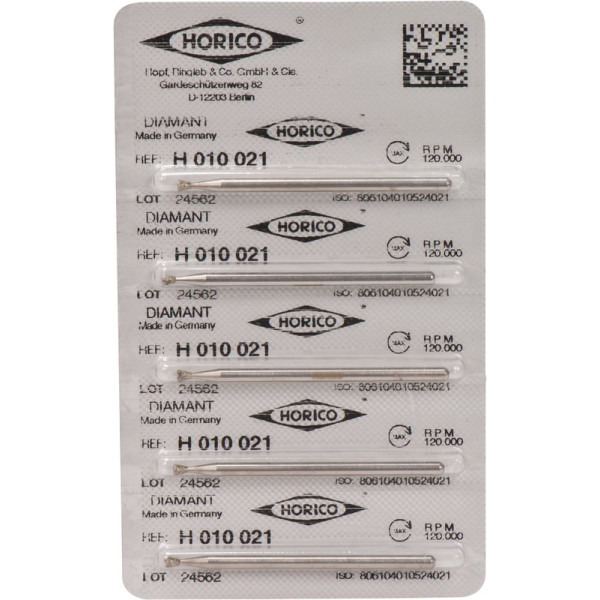 HORICO ®
Hopf, Ringleb & Co. GmbH & Cie.
Gardeschützenweg 82
D-12203 Berlin
DIAMANT
Made in Germany
HORICO
REF: H 010 021
MAX
RPM
120.000
LOT 24562
ISO: 806104010524021
DIAMANT
Made in Germany
HORICO
REF: H 010 021
MAX
RPM
120.000
LOT 24562
ISO: 806104010524021
DIAMANT
Made in Germany
HORICO
REF: H 010 021
MAX
RPM
120.000
LOT 24562
ISO: 806104010524021
DIAMANT
Made in Germany
HORICO
REF: H 010 021
MAX
RPM
120.000
LOT 24562
ISO: 806104010524021
DIAMANT
Made in Germany
HORICO
REF: H 010 021
MAX
RPM
120.000
LOT 24562
ISO: 806104010524021